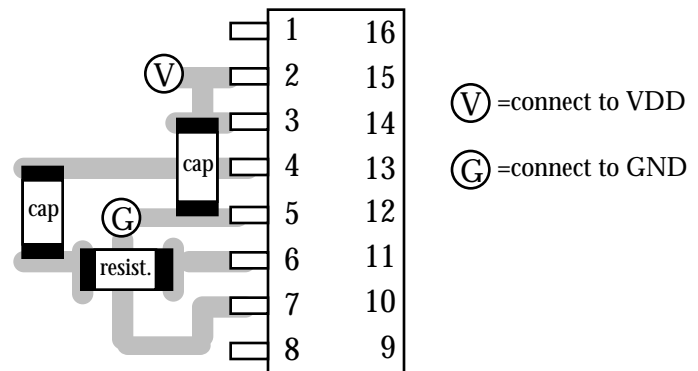 1 16
V 2 15
V =connect to VDD
3 14
cap 4 13
G =connect to GND
cap G 5 12
resist. 6 11
7 10
8 9